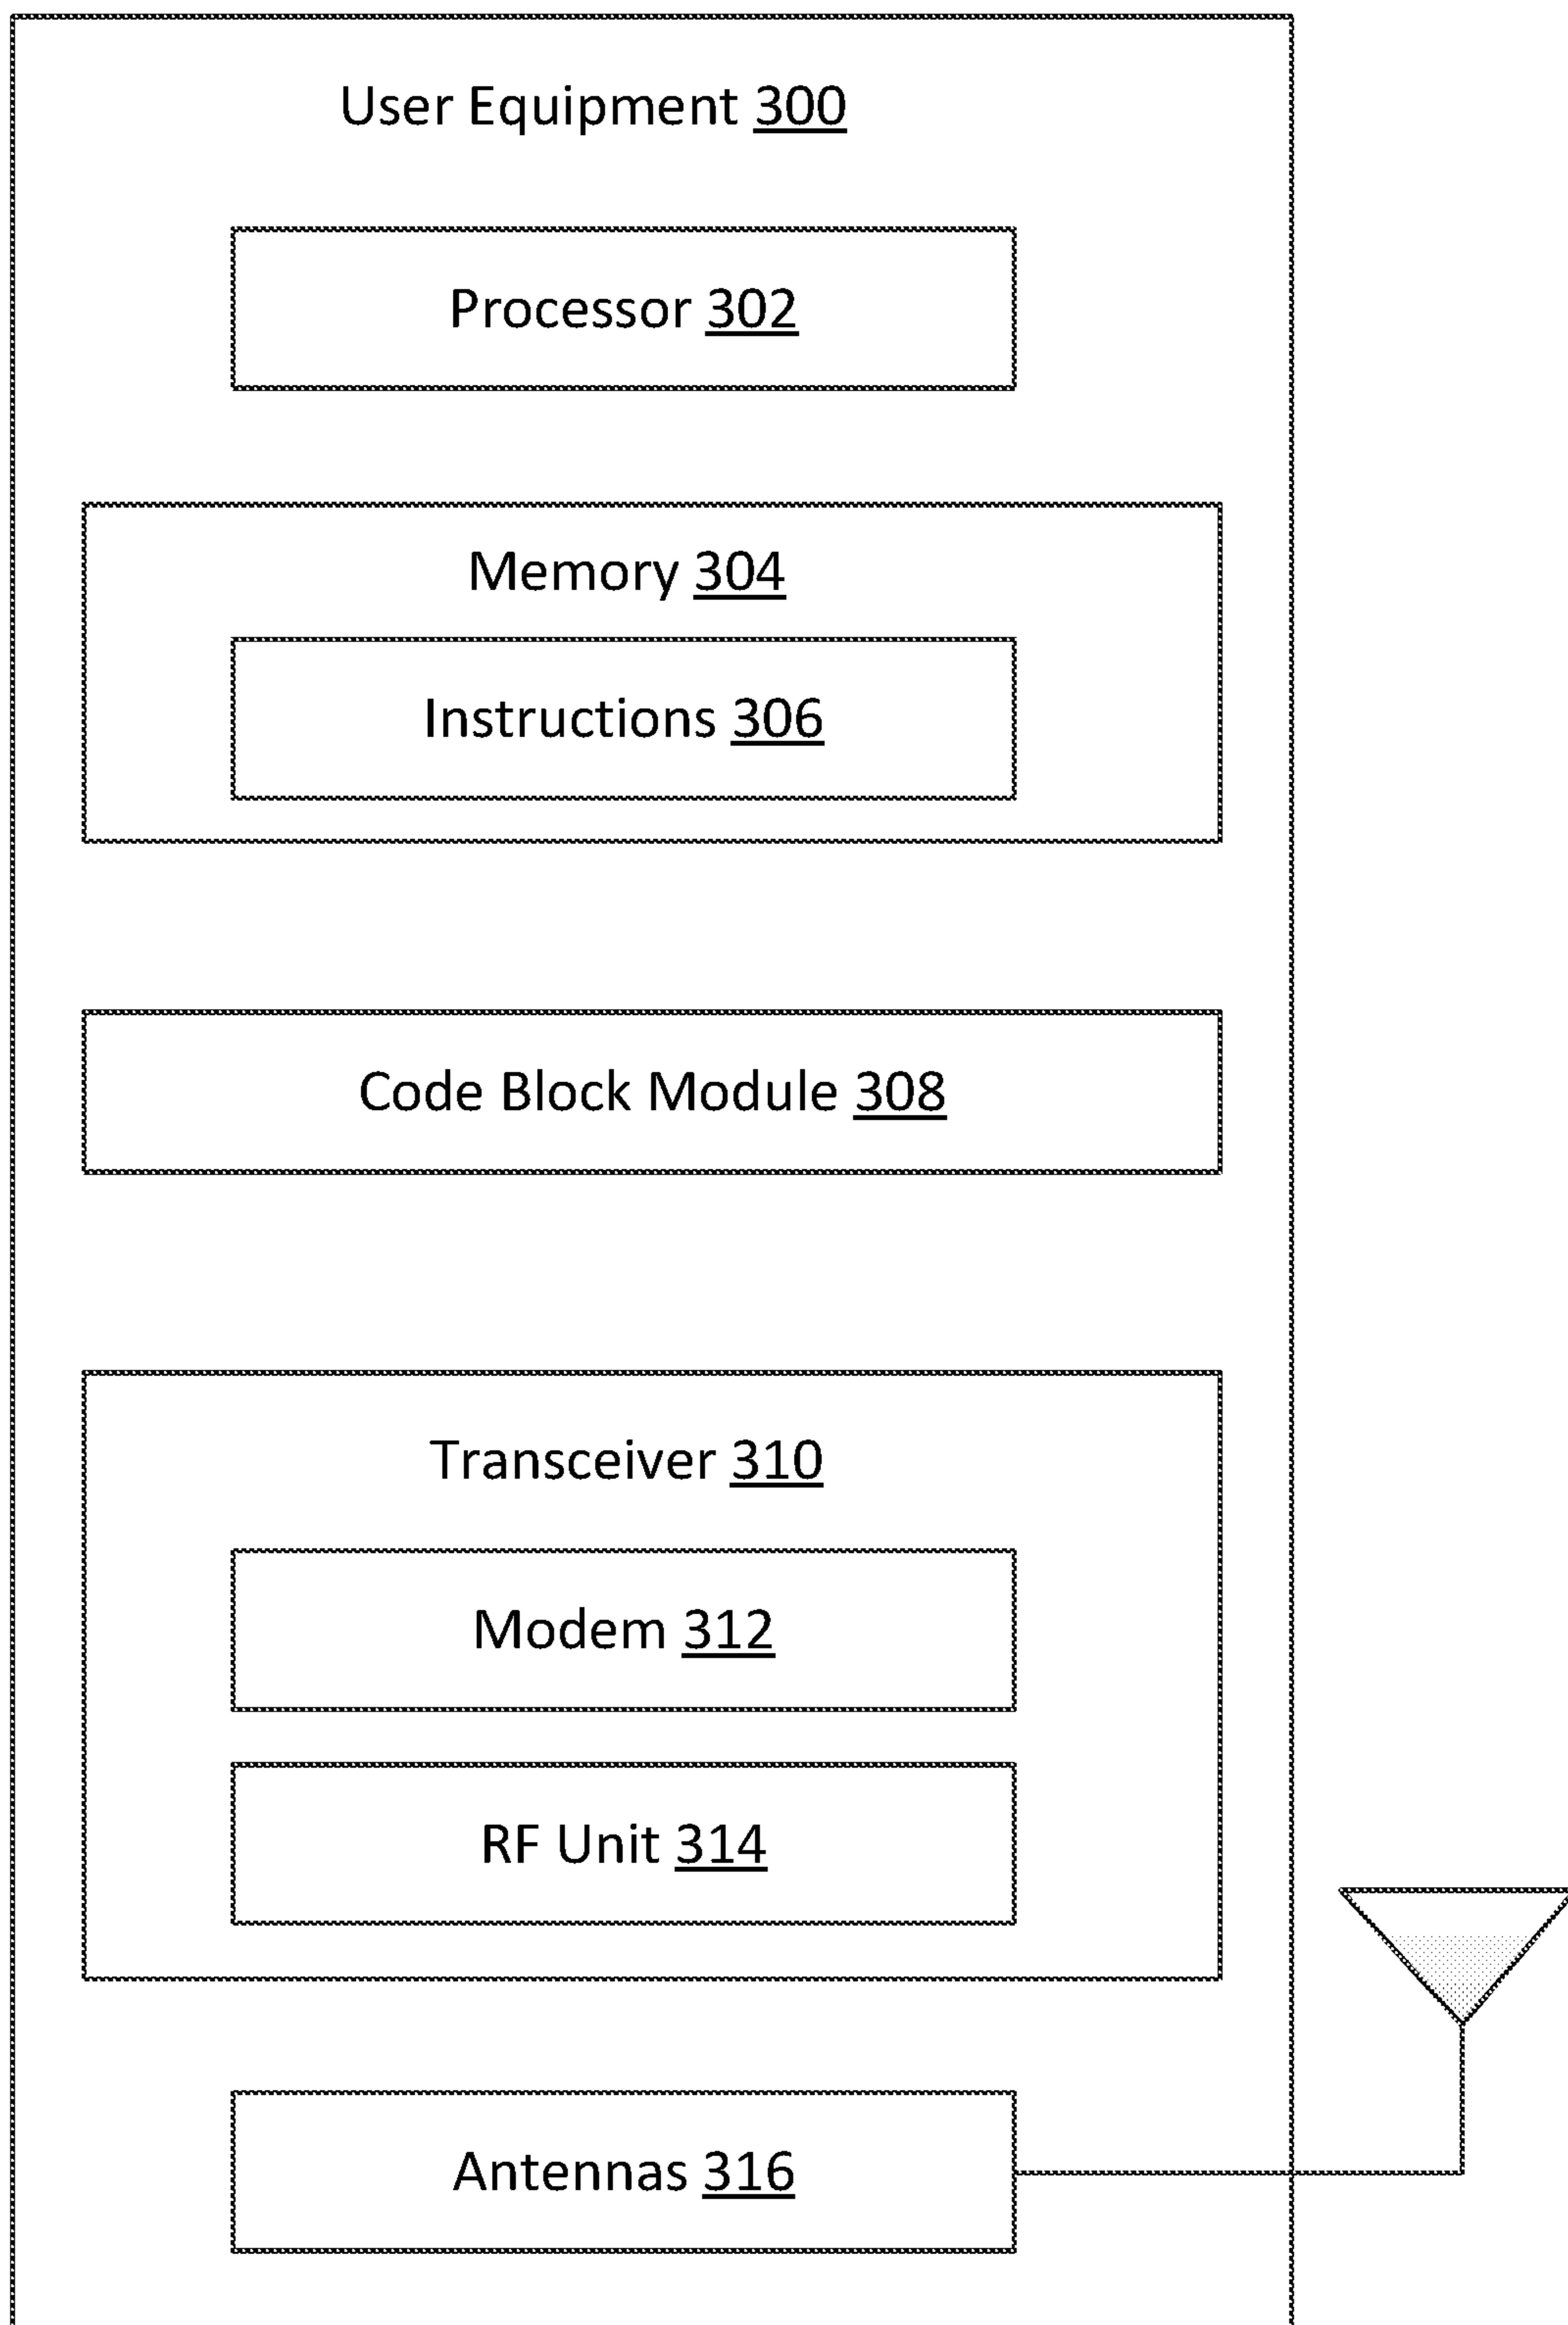 User Equipment 300
Processor 302
Memory 304
Instructions 306
Code Block Module 308
Transceiver 310
Modem 312
RF Unit 314
Antennas 316